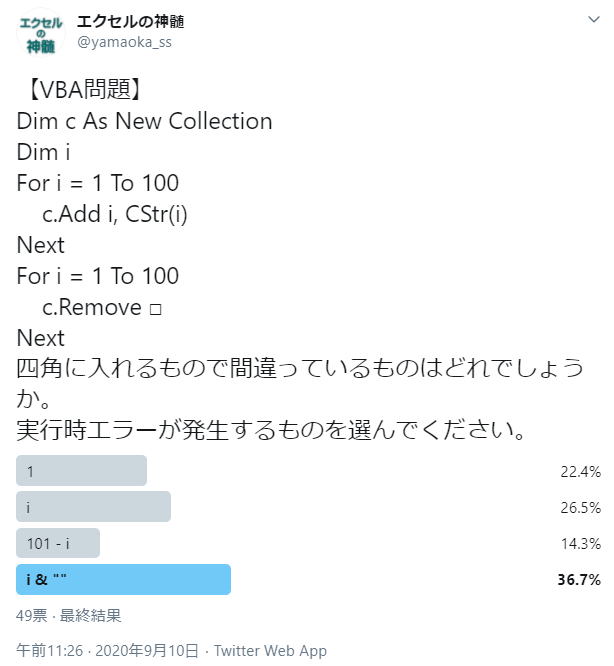 エクセル
の
神髄
エクセルの神髄
@yamaoka_ss
【VBA問題】
Dim c As New Collection
Dim i
For i = 1 To 100
c.Add i, CStr(i)
Next
For i = 1 To 100
c.Remove □
Next
四角に入れるもので間違っているものはどれでしょう
か。
実行時エラーが発生するものを選んでください。
1 22.4%
i 26.5%
101 - i 14.3%
i & "" 36.7%
49票 · 最終結果
午前11:26 · 2020年9月10日 · Twitter Web App